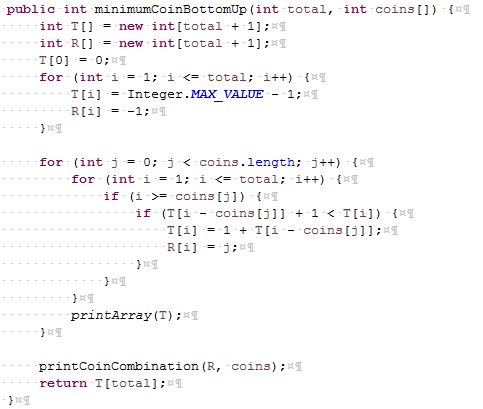 public int minimumCoinBottomUp(int total, int coins[]) {
    int T[] = new int[total + 1];
    int R[] = new int[total + 1];
    T[0] = 0;
    for (int i = 1; i <= total; i++) {
        T[i] = Integer.MAX_VALUE - 1;
        R[i] = -1;
    }

    for (int j = 0; j < coins.length; j++) {
        for (int i = 1; i <= total; i++) {
            if (i >= coins[j]) {
                if (T[i - coins[j]] + 1 < T[i]) {
                    T[i] = 1 + T[i - coins[j]];
                    R[i] = j;
                }
            }
        }
        printArray(T);
    }

    printCoinCombination(R, coins);
    return T[total];
}